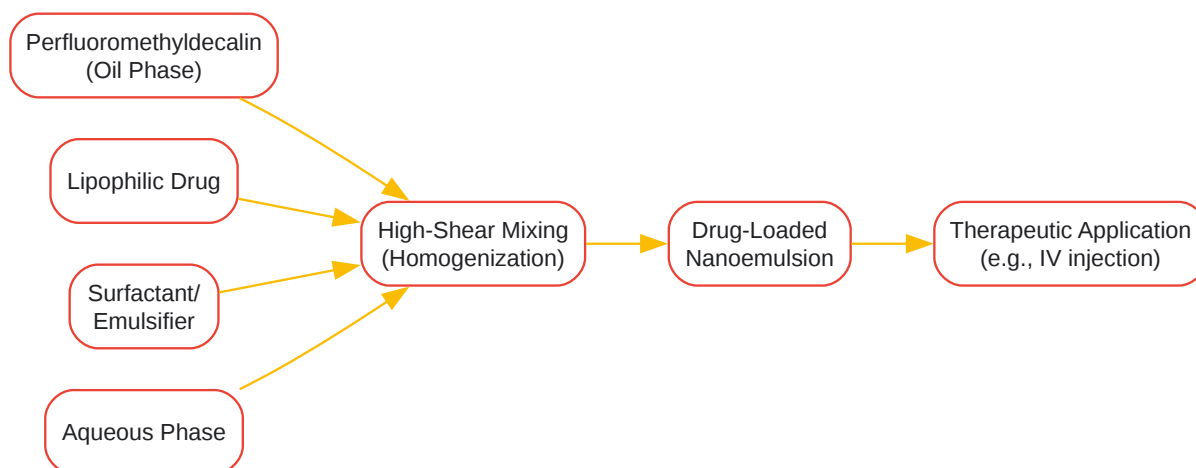 Perfluoromethyldecalin
(Oil Phase)
Lipophilic Drug
Surfactant/
Emulsifier
Aqueous Phase
High-Shear Mixing
(Homogenization)
Drug-Loaded
Nanoemulsion
Therapeutic Application
(e.g., IV injection)